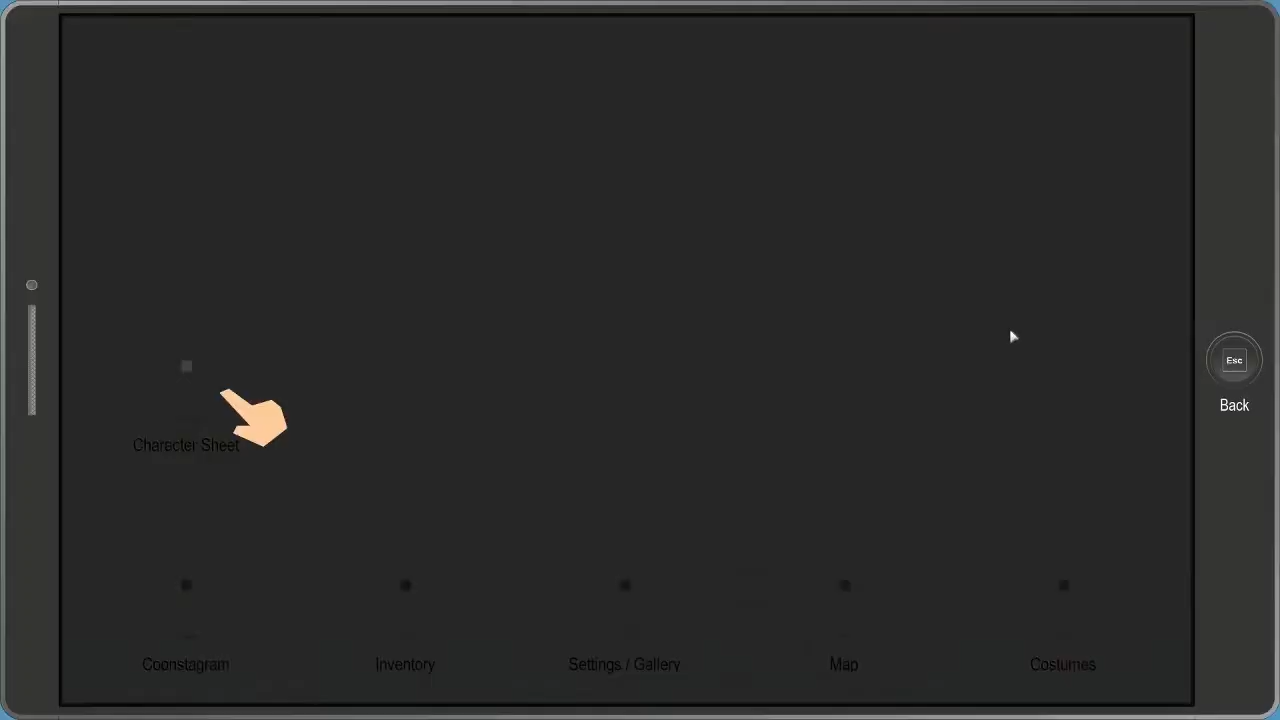 Esc
Back
Character Sheet
Coonstagram
Inventory
Settings / Gallery
Map
Costumes